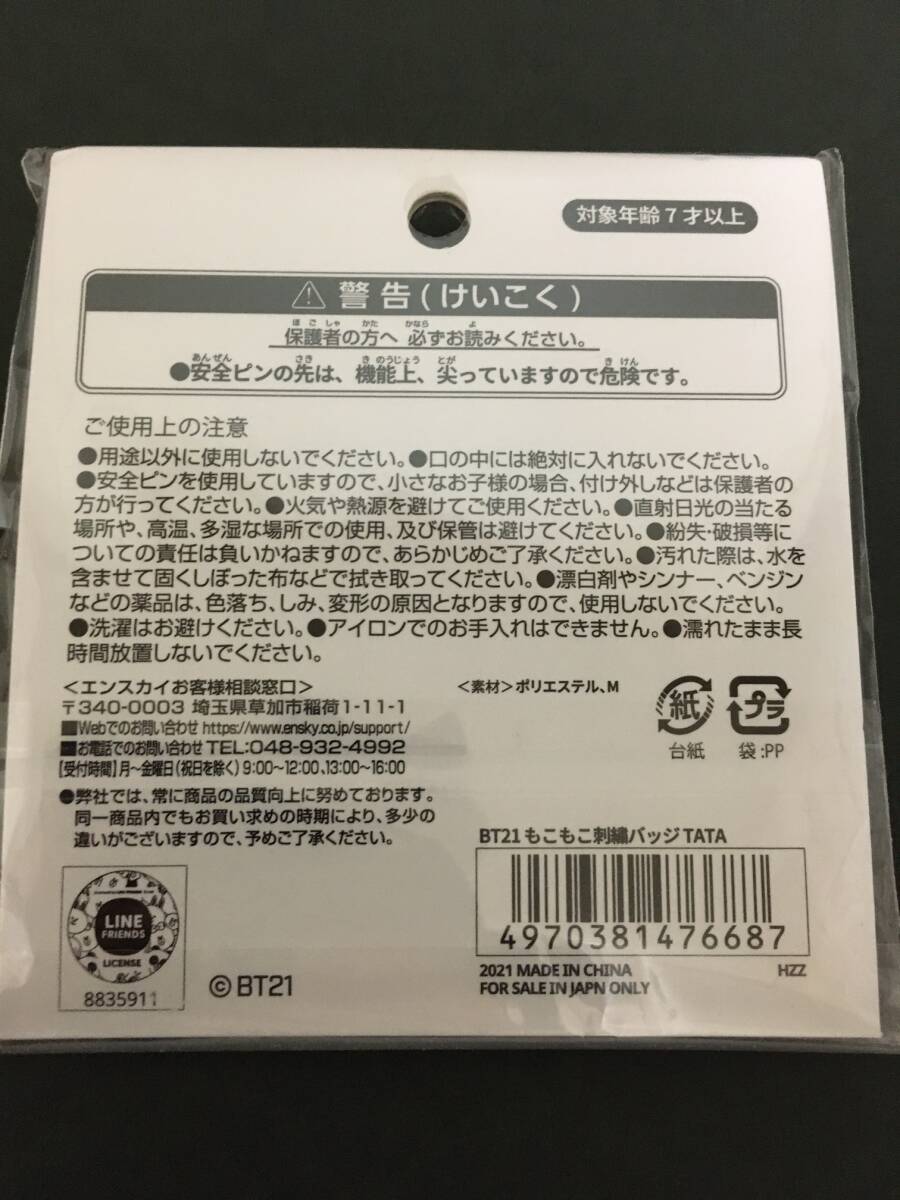 対象年齢7才以上
⚠ 警告(けいこく)
保護者の方へ 必ずお読みください。
●安全ピンの先は、機能上、尖っていますので危険です。
ご使用上の注意
●用途以外に使用しないでください。●口の中には絶対に入れないでください。
●安全ピンを使用していますので、小さなお子様の場合、付け外しなどは保護者の
方が行ってください。●火気や熱源を避けてご使用ください。●直射日光の当たる
場所や、高温、多湿な場所での使用、及び保管は避けてください。●紛失・破損等に
ついての責任は負いかねますので、あらかじめご了承ください。●汚れた際は、水を
含ませて固くしぼった布などで拭き取ってください。●漂白剤やシンナー、ベンジン
などの薬品は、色落ち、しみ、変形の原因となりますので、使用しないでください。
●洗濯はお避けください。●アイロンでのお手入れはできません。●濡れたまま長
時間放置しないでください。
<エンスカイお客様相談窓口>
〒340-0003 埼玉県草加市稲荷1-11-1
■Webでのお問い合わせ https://www.ensky.co.jp/support/
■お電話でのお問い合わせ TEL:048-932-4992
【受付時間】月~金曜日(祝日を除く) 9:00~12:00、13:00~16:00
●弊社では、常に商品の品質向上に努めております。
同一商品内でもお買い求めの時期により、多少の
違いがございますので、予めご了承ください。
<素材>ポリエステル、M
紙
台紙
プラ
袋:PP
BT21 もこもこ刺繍バッジ TATA
4970381476687
2021 MADE IN CHINA
HZZ
FOR SALE IN JAPN ONLY
LINE
FRIENDS
LICENSE
8835911
©BT21